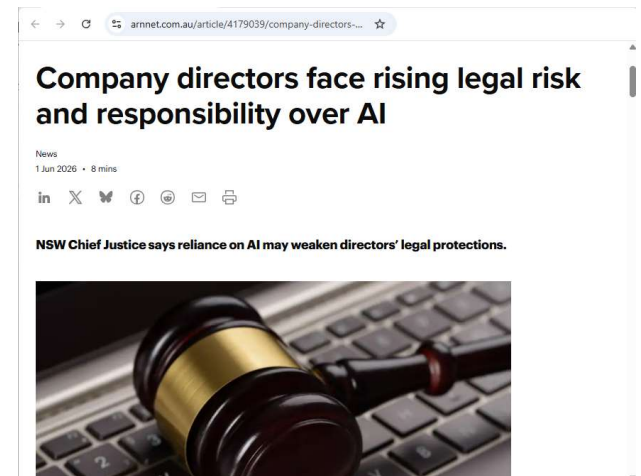 arnnet.com.au/article/4179039/company-directors-...
Company directors face rising legal risk
and responsibility over AI
News
1 Jun 2026 • 8 mins
in
NSW Chief Justice says reliance on AI may weaken directors' legal protections.